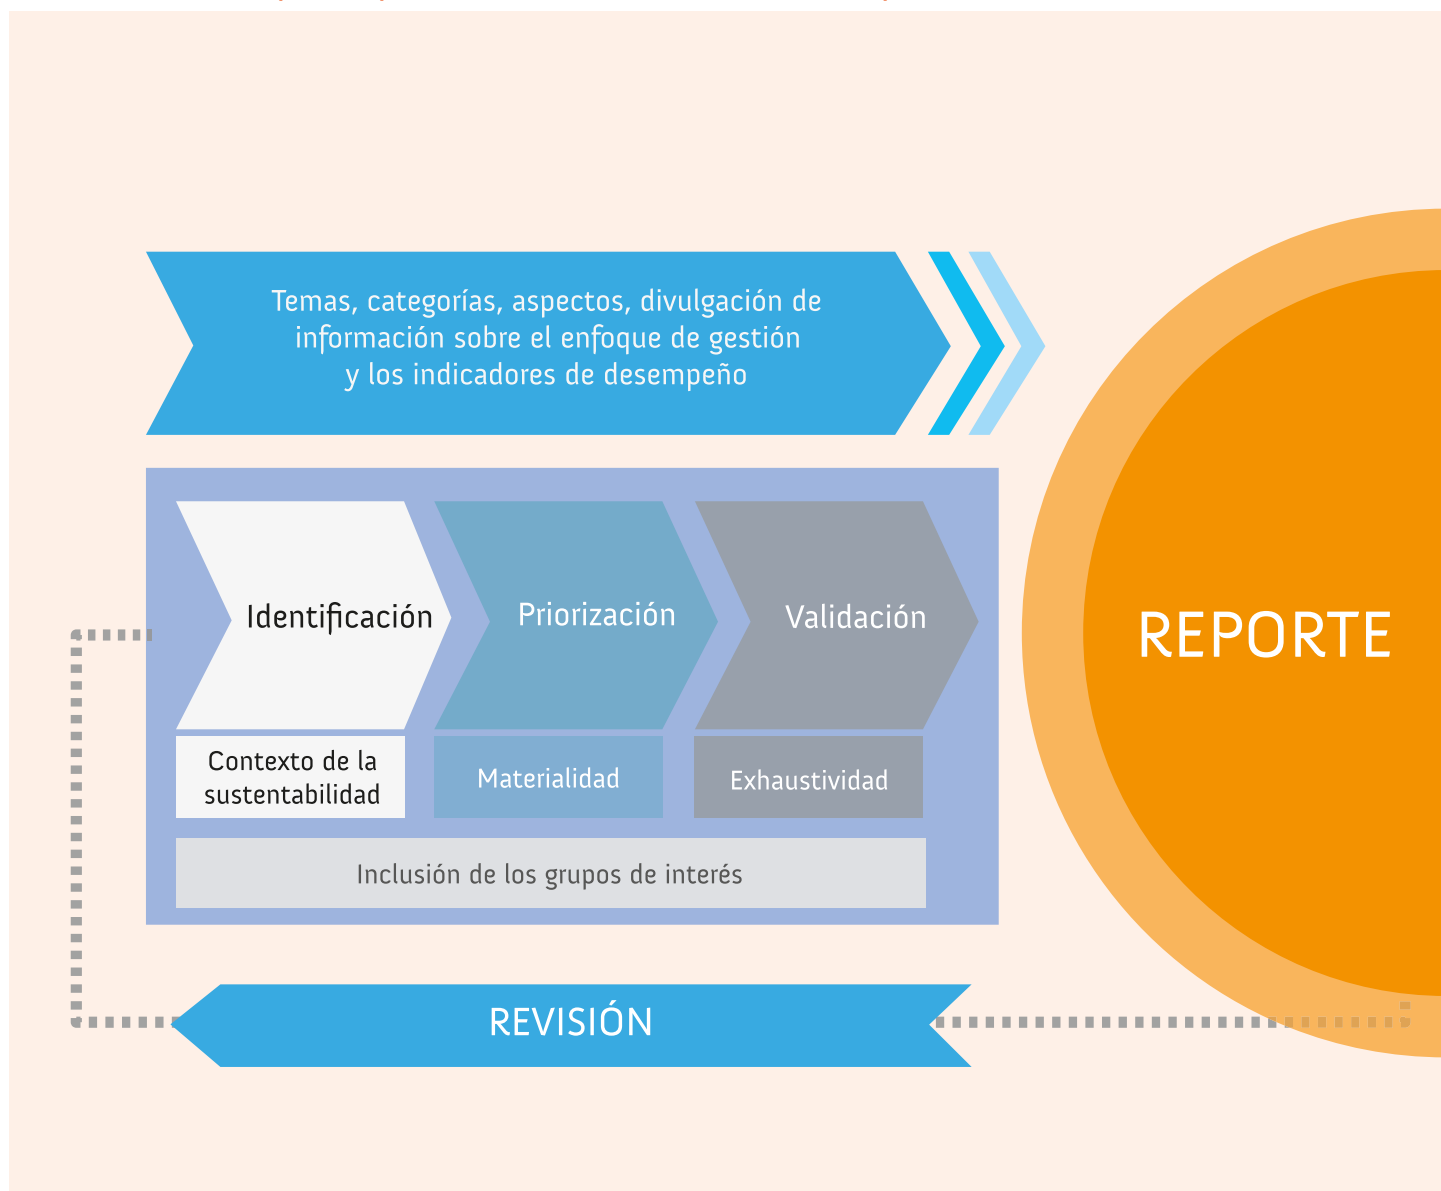 Temas, categorías, aspectos, divulgación de
información sobre el enfoque de gestión
y los indicadores de desempeño
Identificación
Priorización
Validación
REPORTE
Contexto de la
sustentabilidad
Materialidad
Exhaustividad
Inclusión de los grupos de interés
REVISIÓN